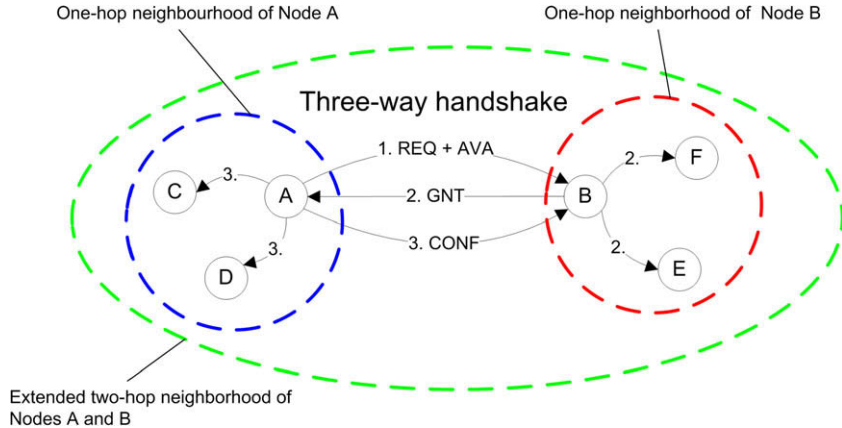 One-hop neighbourhood of Node A
One-hop neighborhood of Node B
Three-way handshake
1. REQ + AVA
2. GNT
3. CONF
C
3.
A
3.
D
B
2.
F
2.
E
Extended two-hop neighborhood of
Nodes A and B